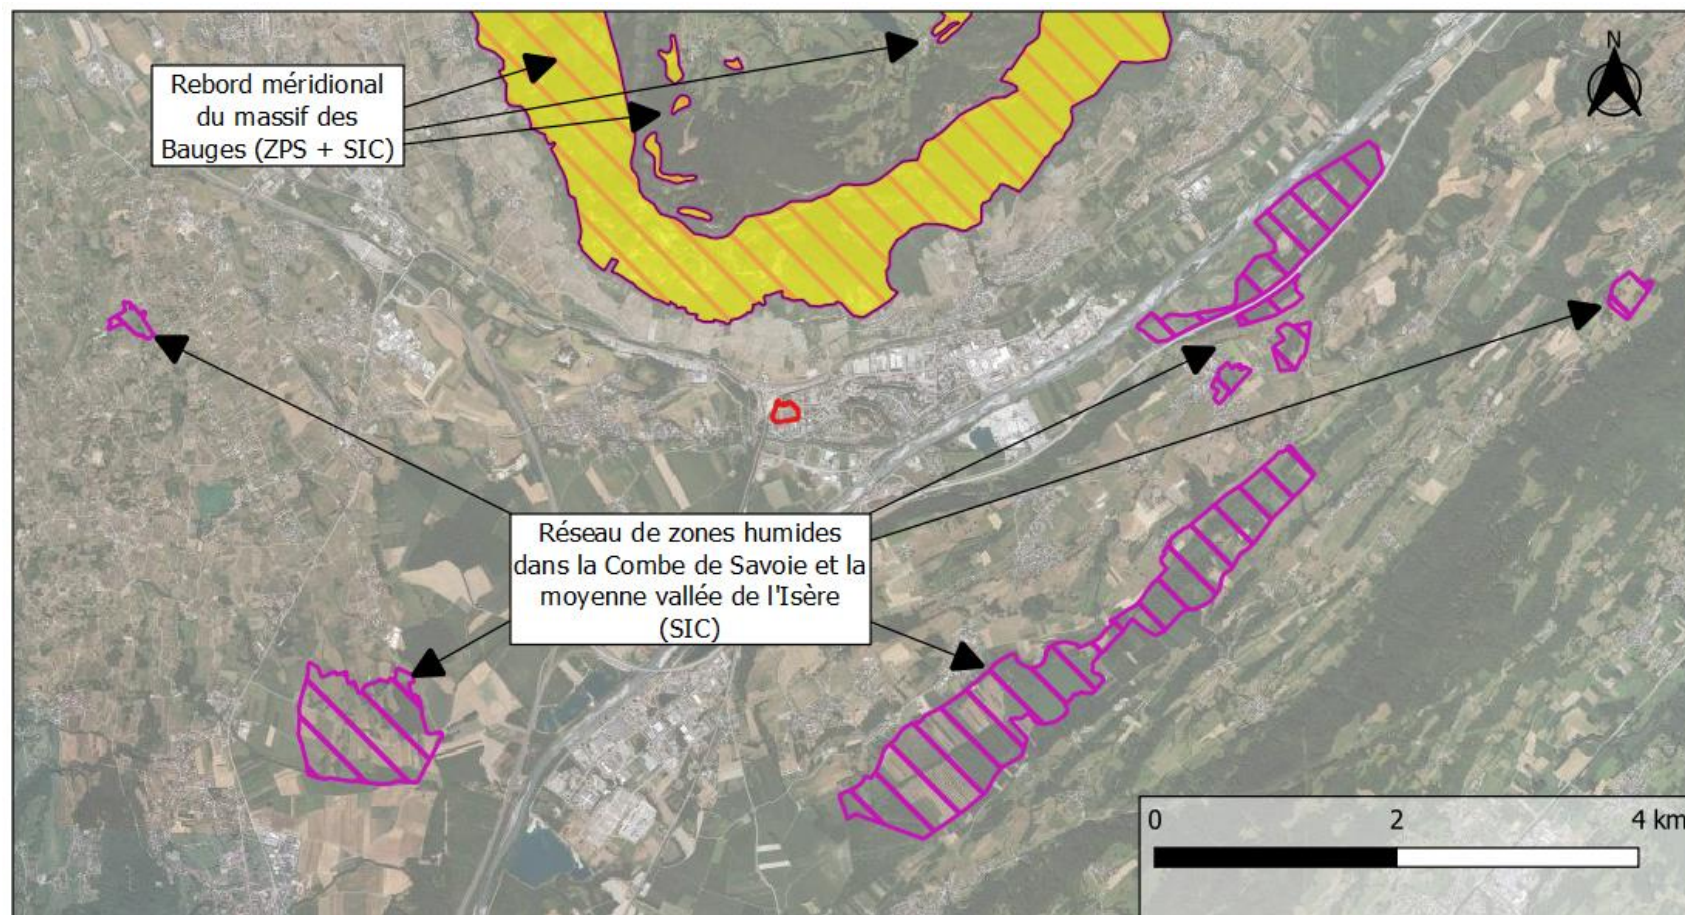 N
Rebord méridional
du massif des
Bauges (ZPS + SIC)
Réseau de zones humides
dans la Combe de Savoie et la
moyenne vallée de l'Isère
(SIC)
0 2 4 km